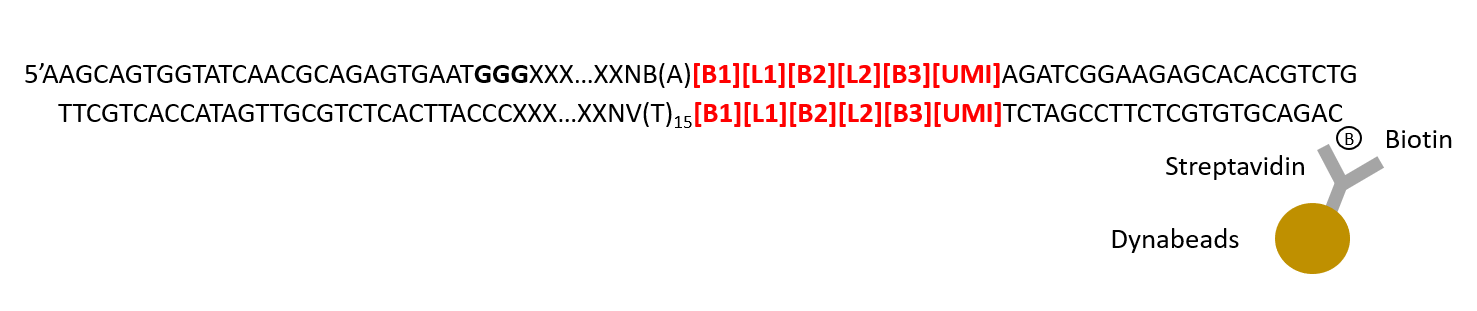 5'AAGCAGTGGTATCAACGCAGAGTGAATGGGXXX...XXNB(A)[B1][L1][B2][L2][B3][UMI]AGATCGGAAGAGCACACGTCTG
TTCGTCACCATAGTTGCGTCTCACTTACCCXXX...XXNV(T)15[B1][L1][B2][L2][B3][UMI]TCTAGCCTTCTCGTGTGCAGAC
B
Biotin
Streptavidin
Dynabeads